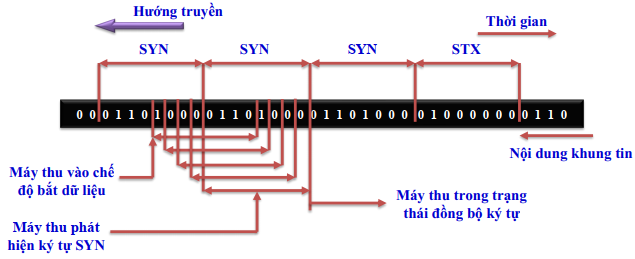 Hướng truyền
Thời gian
SYN SYN SYN STX
0 0 0 1 1 0 1 0 0 0 0 1 1 0 1 0 0 0 0 1 1 0 1 0 0 0 0 1 0 0 0 0 0 0 0 1 1 0
Nội dung khung tin
Máy thu vào chế
độ bắt dữ liệu
Máy thu trong trạng
thái đồng bộ ký tự
Máy thu phát
hiện ký tự SYN